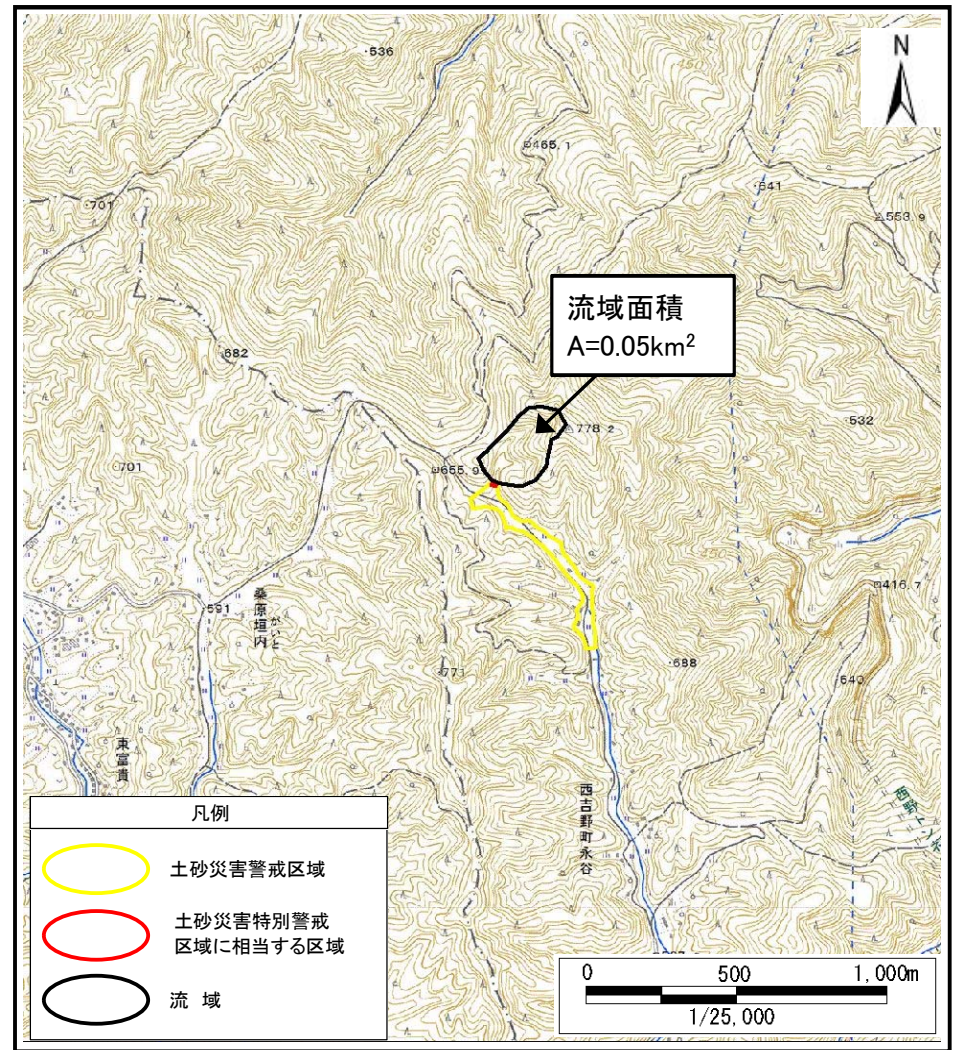 N
・536
465.1
・641
553.9
・701
流域面積
A=0.05km²
682
・532
778.2
・701
655.9
416.7
591
桑原垣内
がいと
・688
・771
640
東富貴
西吉野町永谷
凡例
土砂災害警戒区域
土砂災害特別警戒
区域に相当する区域
流 域
0 500 1,000m
1/25,000